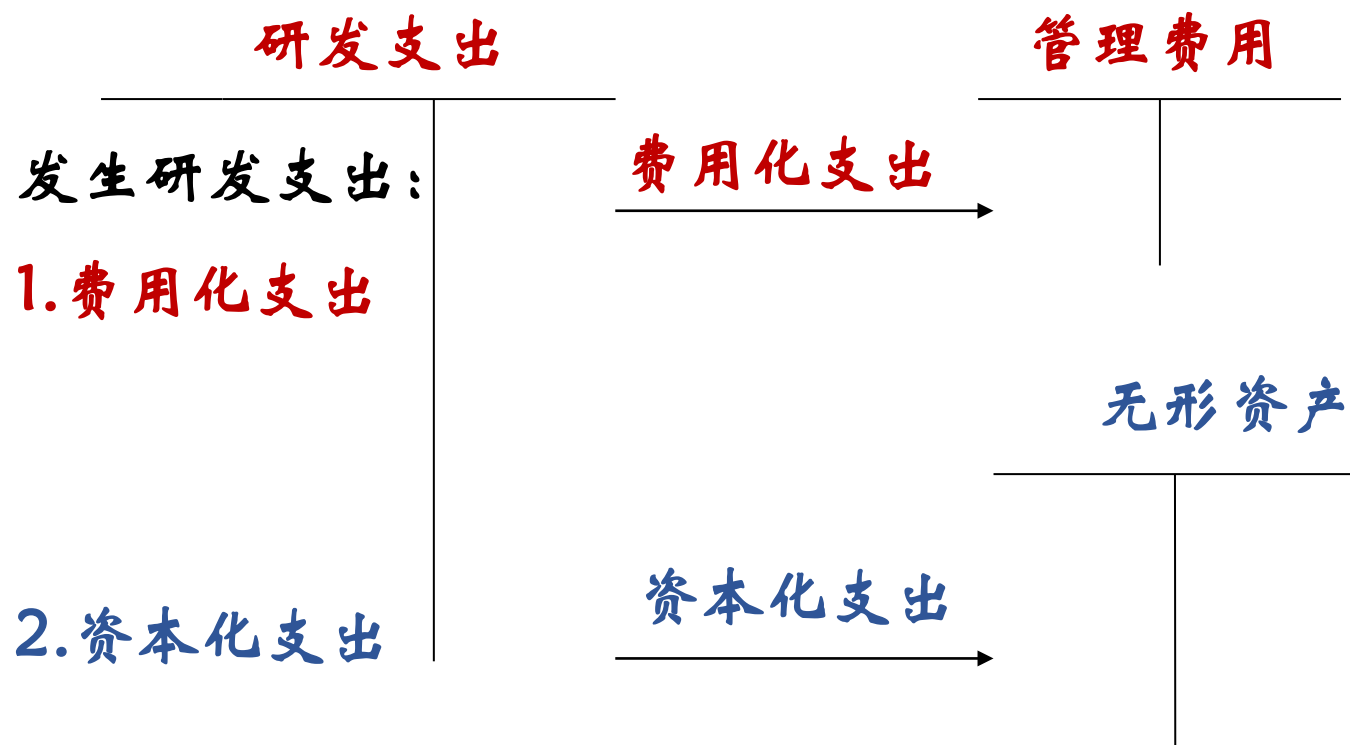 研发支出
管理费用
发生研发支出:
费用化支出
1.费用化支出
无形资产
资本化支出
2.资本化支出